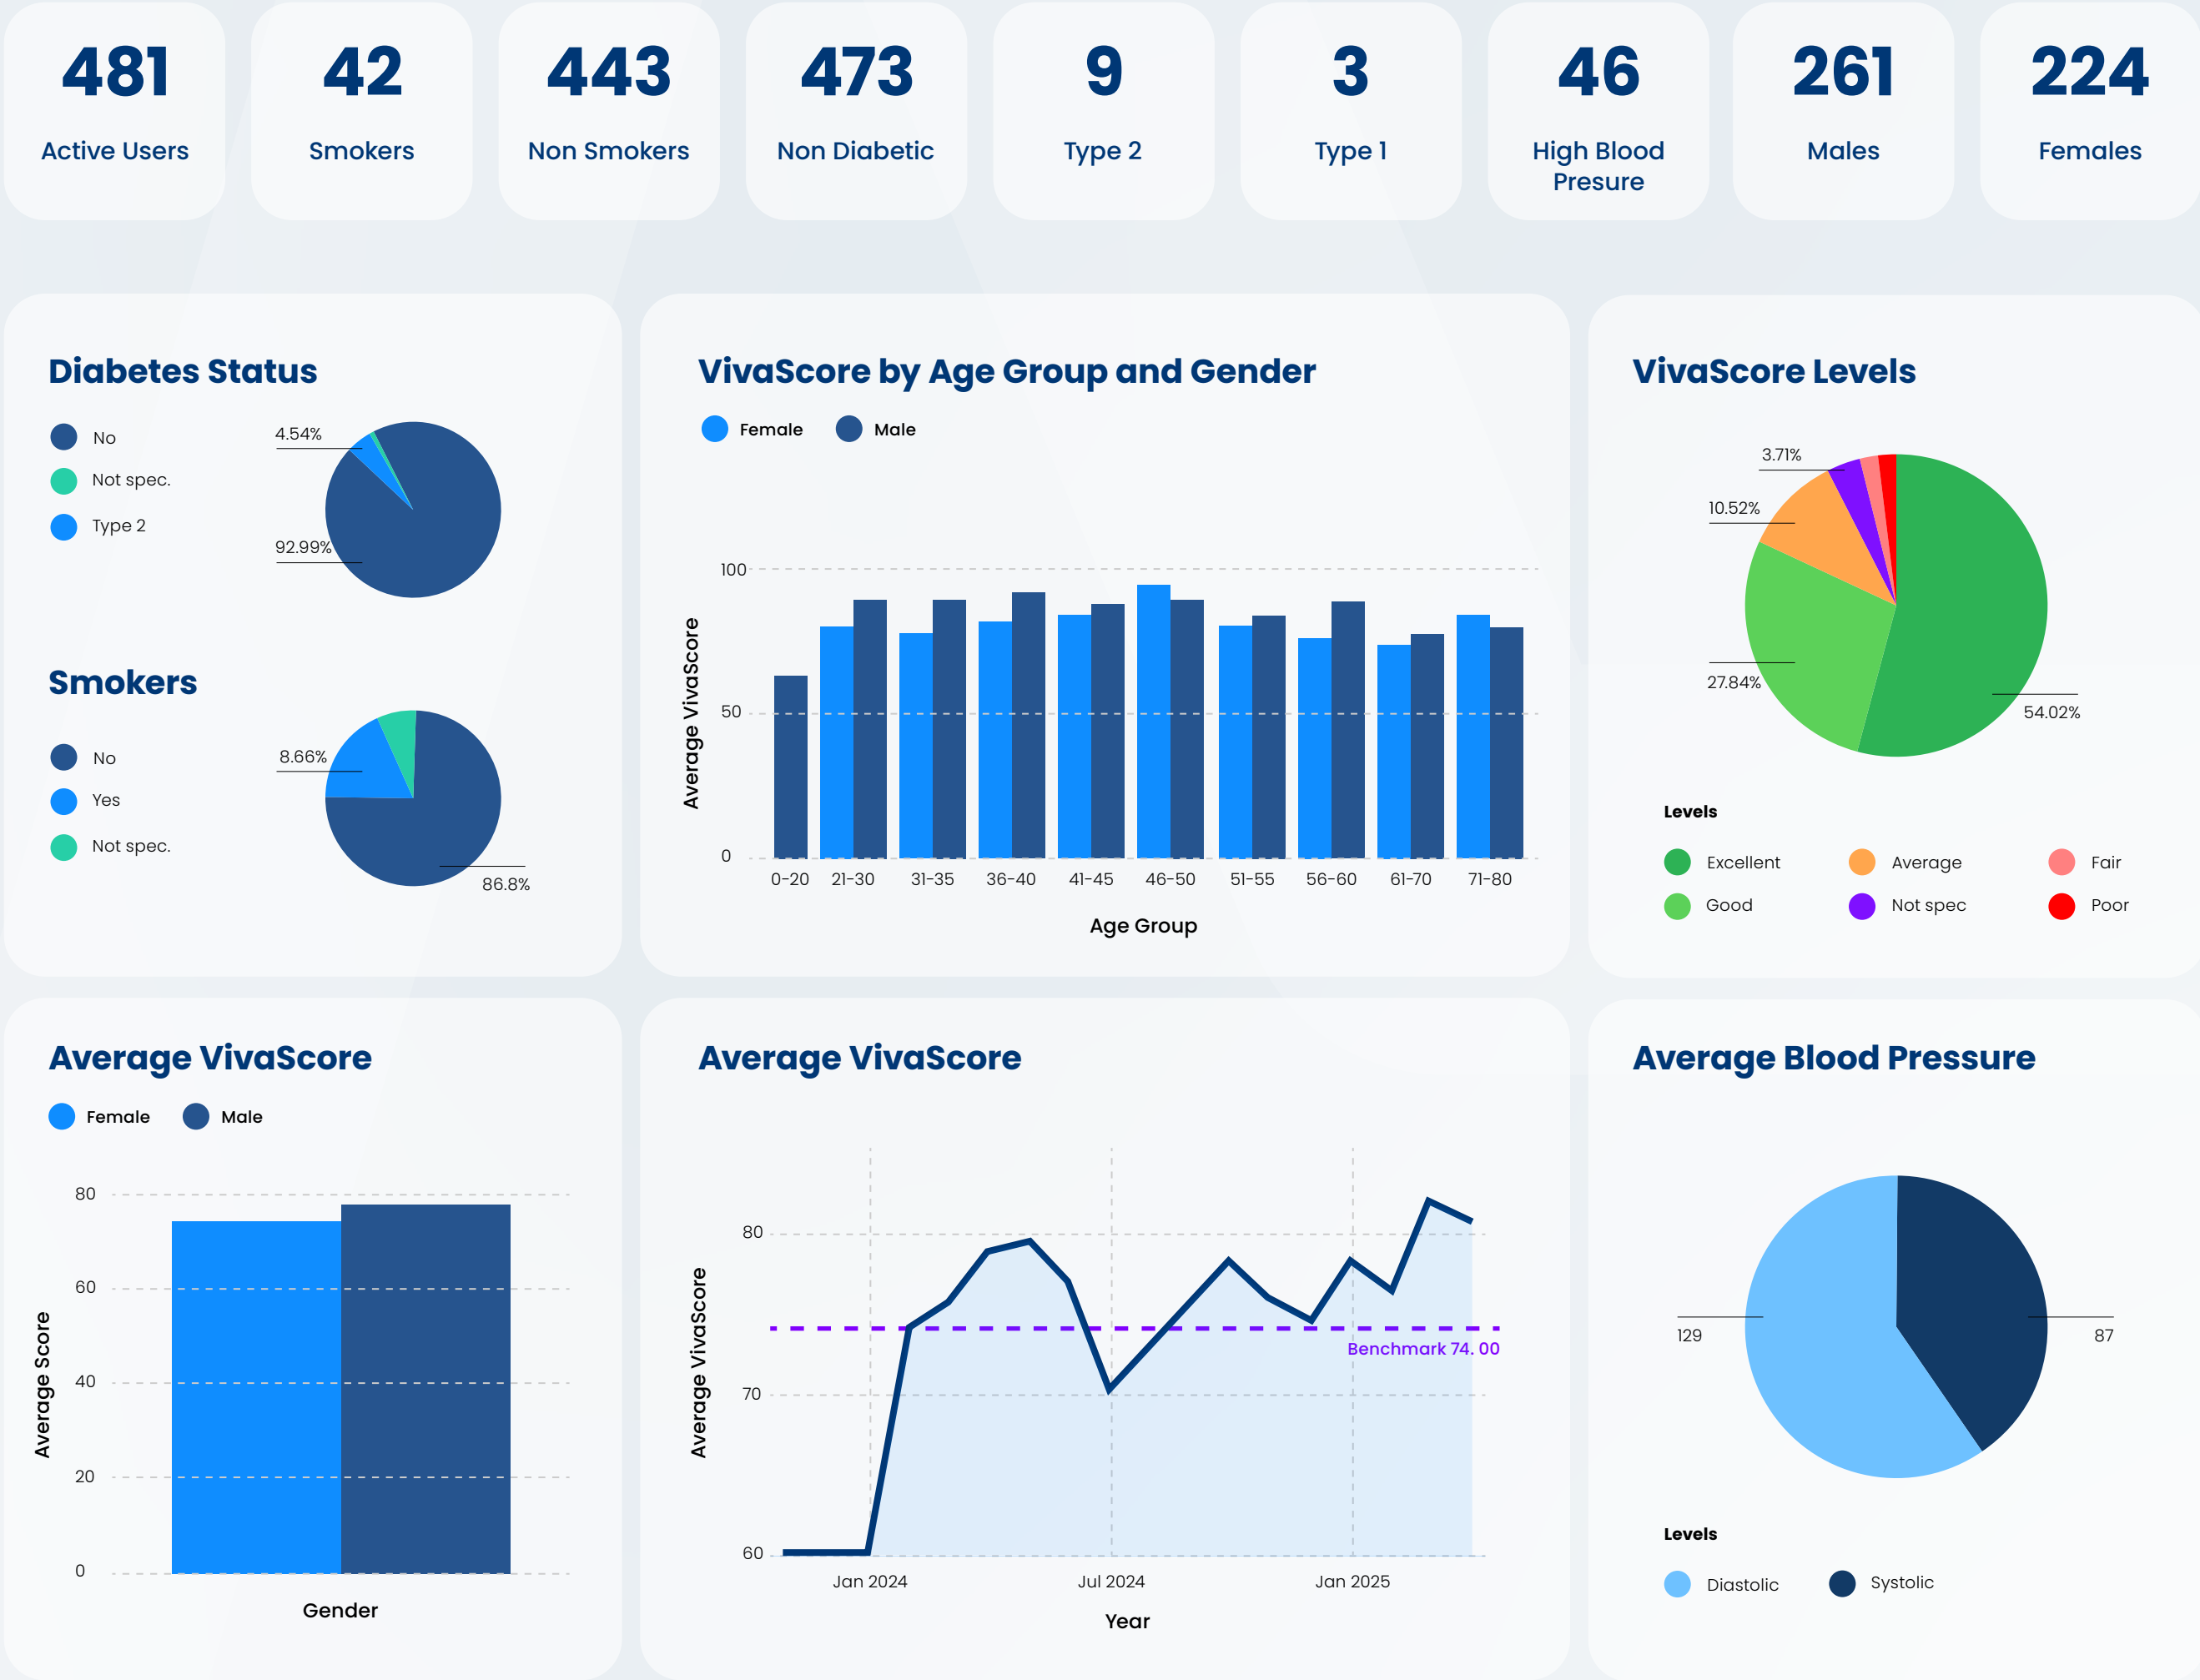 481
Active Users
42
Smokers
443
Non Smokers
473
Non Diabetic
9
Type 2
3
Type 1
46
High Blood
Presure
261
Males
224
Females
Diabetes Status
No
Not spec.
Type 2
4.54%
92.99%
Smokers
No
Yes
Not spec.
8.66%
86.8%
VivaScore by Age Group and Gender
Female
Male
Average VivaScore
100
50
0
0-20
21-30
31-35
36-40
41-45
46-50
51-55
56-60
61-70
71-80
Age Group
VivaScore Levels
3.71%
10.52%
27.84%
54.02%
Levels
Excellent
Average
Fair
Good
Not spec
Poor
Average VivaScore
Female
Male
Average Score
80
60
40
20
0
Gender
Average VivaScore
Average VivaScore
80
70
60
Benchmark 74. 00
Jan 2024
Jul 2024
Jan 2025
Year
Average Blood Pressure
129
87
Levels
Diastolic
Systolic